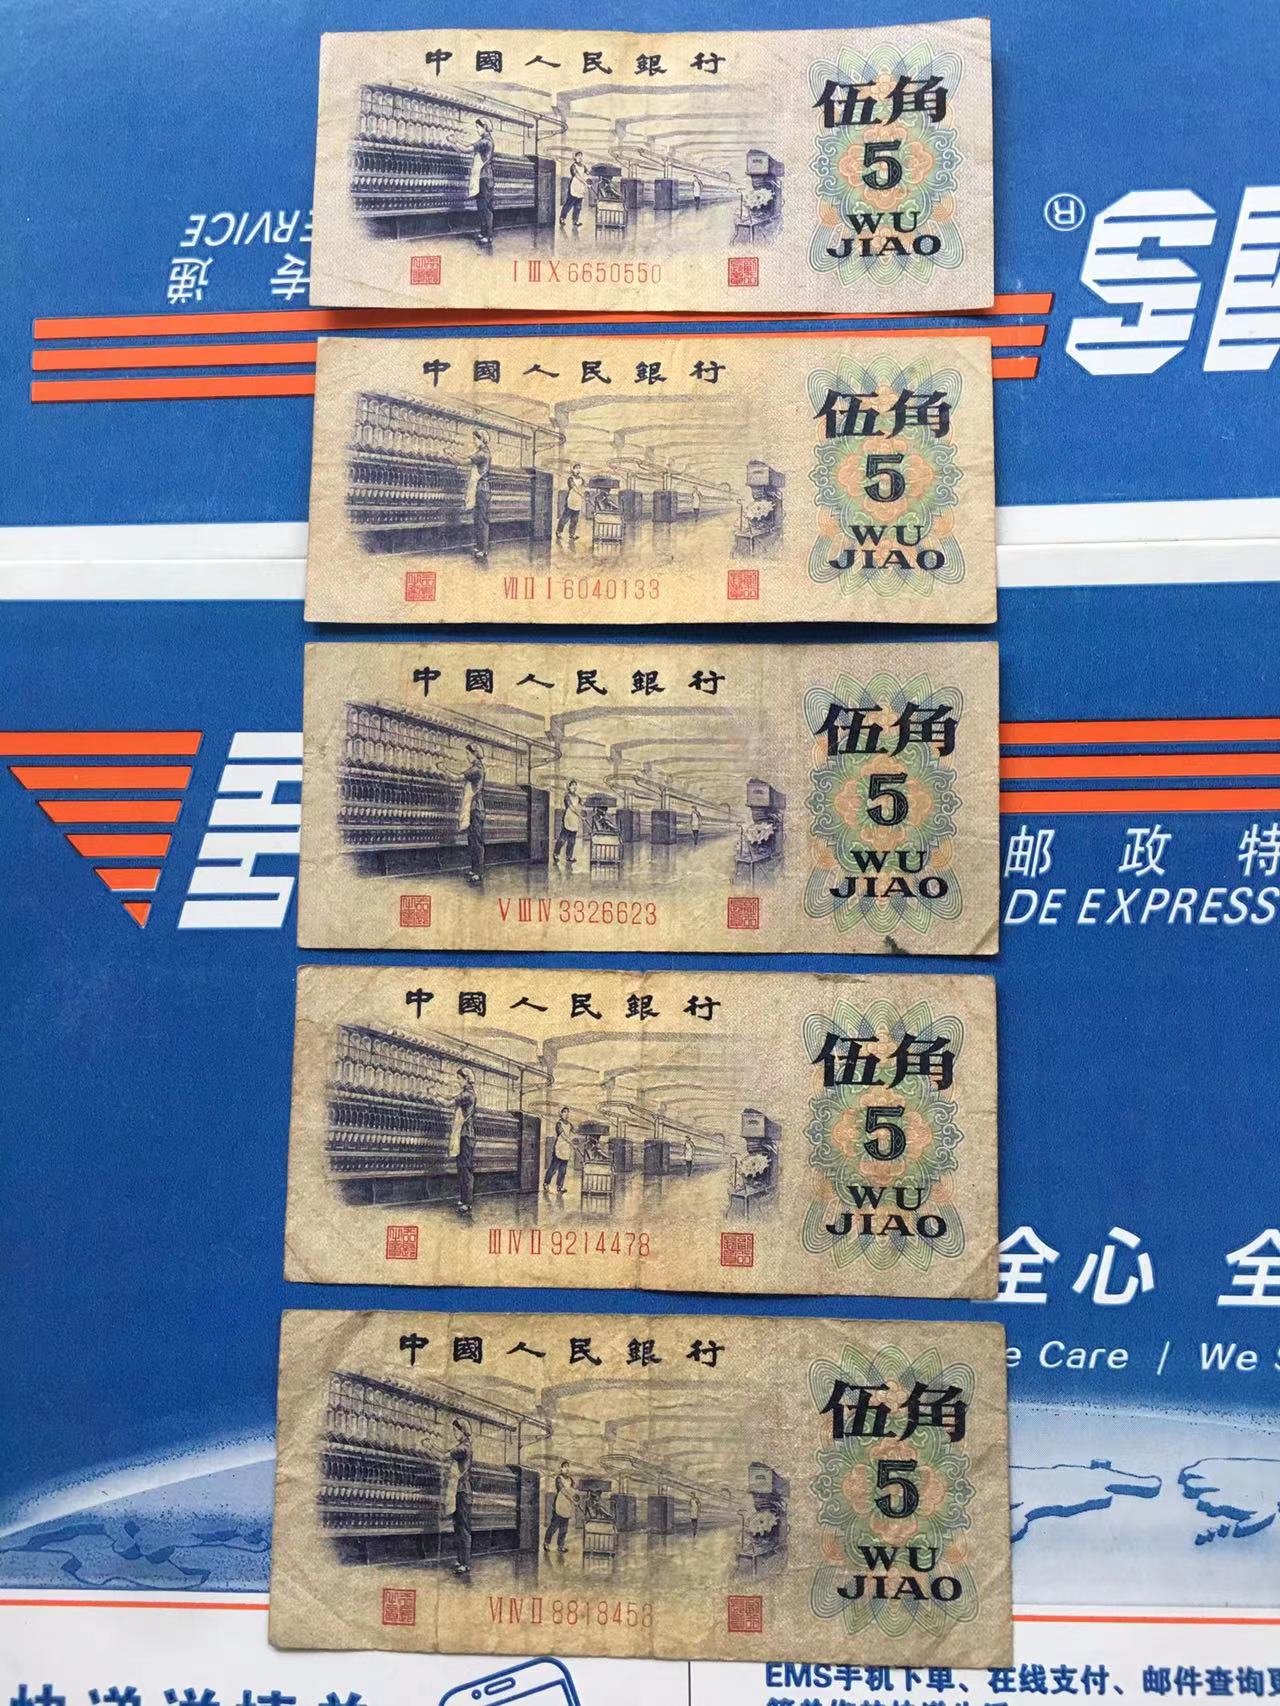 中國人民銀行
伍角
5
WU
JIAO
I III X 6650550
SERVICE
专 递
®
中國人民銀行
伍角
5
WU
JIAO
VII II I 6040133
中國人民銀行
伍角
5
WU
JIAO
V III IV 3326623
邮 政 特
DE EXPRESS
中國人民銀行
伍角
5
WU
JIAO
III IV II 9214478
全心 全
e Care / We S
中國人民銀行
伍角
5
WU
JIAO
VI IV II 8818458
EMS手机下单、在线支付、邮件查询更